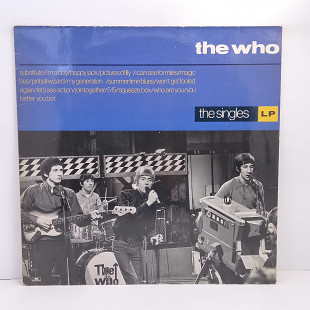 the who
substitute/i'm a boy/happy jack/pictures of lily /i can see for miles/magic
bus/pinball wizard/my generation /summertime blues/won't get fooled
again/let's see action/join together/5:15/squeeze box/who are you/you
better you bet
the singles LP
The
WHO